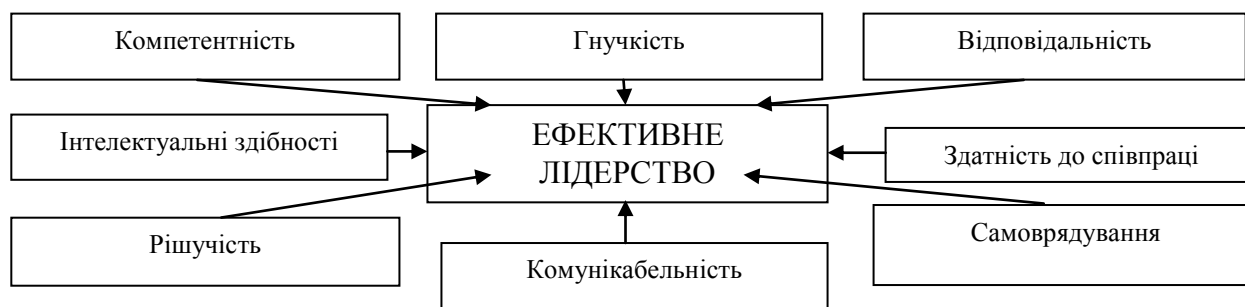 Компетентність
Гнучкість
Відповідальність
Інтелектуальні здібності
ЕФЕКТИВНЕ
ЛІДЕРСТВО
Здатність до співпраці
Рішучість
Комунікабельність
Самоврядування